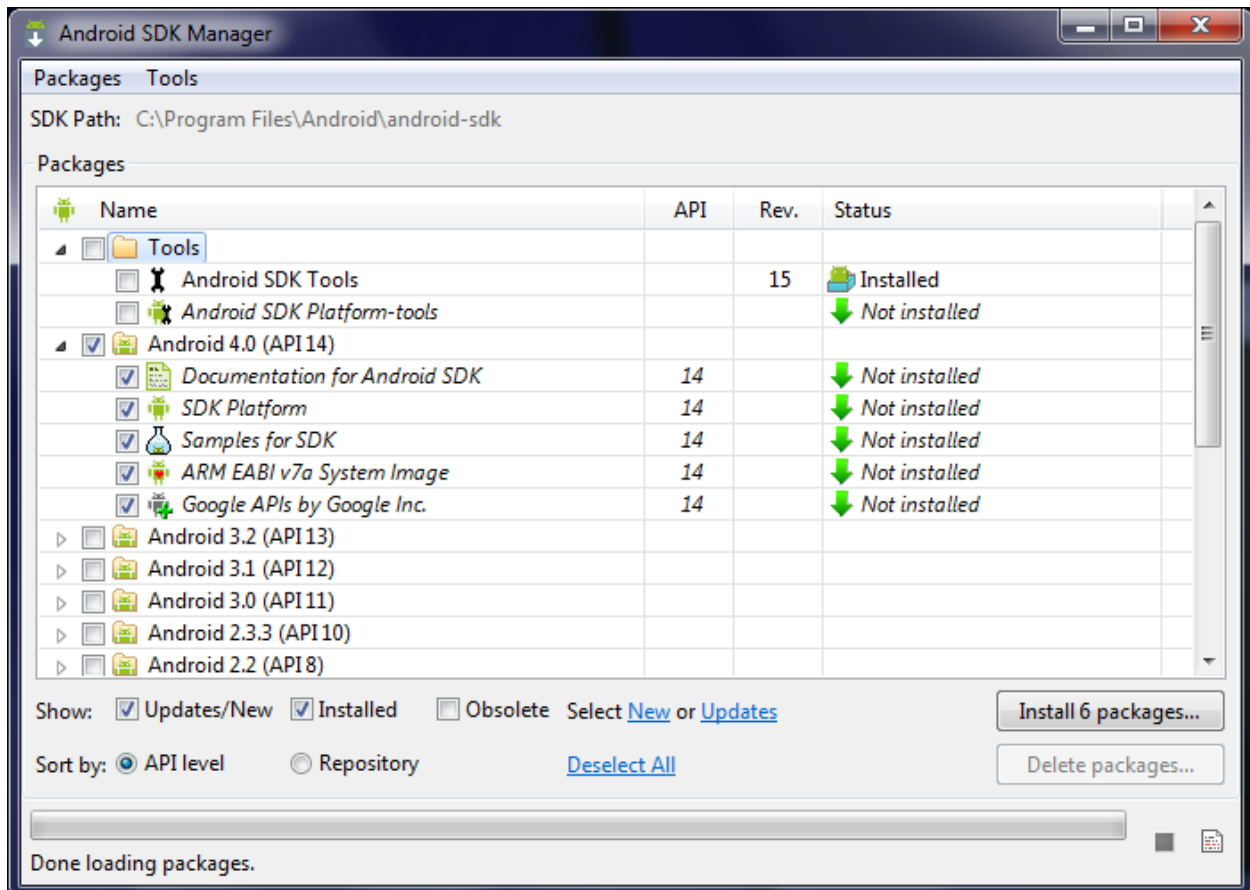 Android SDK Manager
Packages Tools
SDK Path: C:\Program Files\Android\android-sdk
Packages
Name API Rev. Status
Tools
Android SDK Tools 15 Installed
Android SDK Platform-tools Not installed
Android 4.0 (API 14)
Documentation for Android SDK 14 Not installed
SDK Platform 14 Not installed
Samples for SDK 14 Not installed
ARM EABI v7a System Image 14 Not installed
Google APIs by Google Inc. 14 Not installed
Android 3.2 (API 13)
Android 3.1 (API 12)
Android 3.0 (API 11)
Android 2.3.3 (API 10)
Android 2.2 (API 8)
Show: Updates/New Installed Obsolete Select New or Updates Install 6 packages...
Sort by: API level Repository Deselect All Delete packages...
Done loading packages.